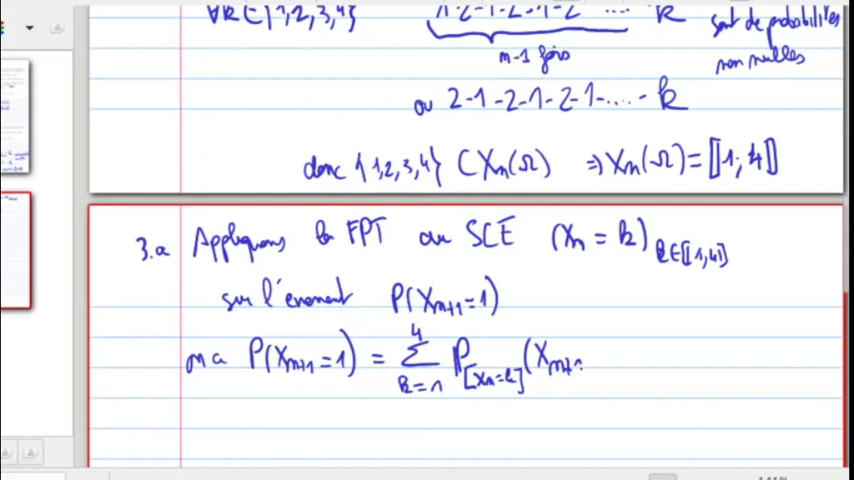 ∀k∈{1,2,3,4} 1-2-1-2-1-2 .... k sont de probabilités
n-1 fois non nulles
ou 2-1-2-1-2-1-....- k
donc {1,2,3,4} ⊂ Xn(Ω) ⇒ Xn(Ω) = ⟦1;4⟧
3.a Appliquons la FPT au SCE (Xn = k) k∈⟦1,4⟧
sur l'évenement P(Xn+1 = 1)
on a P(Xn+1 = 1) = 4 Σ k=1 P[Xn=k] (Xn+1